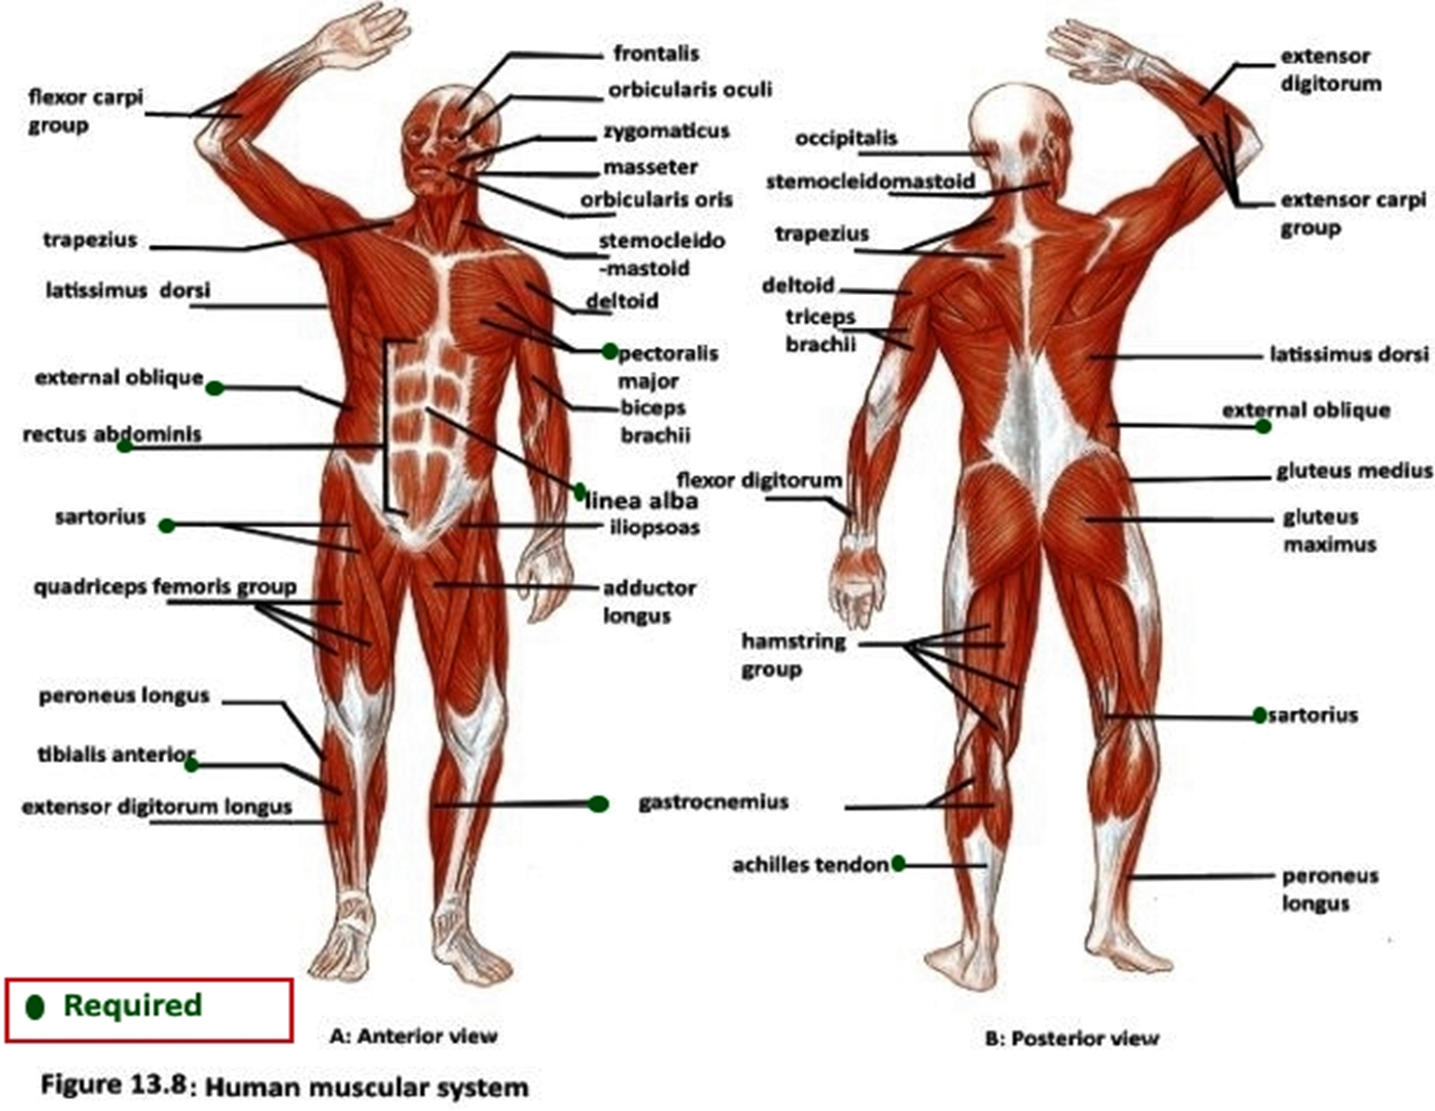 frontalis
orbicularis oculi
flexor carpi
group
zygomaticus
masseter
orbicularis oris
trapezius
stemocleido
-mastoid
latissimus dorsi
deltoid
pectoralis
major
external oblique
biceps
brachii
rectus abdominis
linea alba
sartorius
iliopsoas
quadriceps femoris group
adductor
longus
peroneus longus
tibialis anterior
extensor digitorum longus
gastrocnemius
extensor
digitorum
occipitalis
stemocleidomastoid
extensor carpi
group
trapezius
deltoid
triceps
brachii
latissimus dorsi
external oblique
flexor digitorum
gluteus medius
gluteus
maximus
hamstring
group
sartorius
achilles tendon
peroneus
longus
Required
A: Anterior view
B: Posterior view
Figure 13.8: Human muscular system